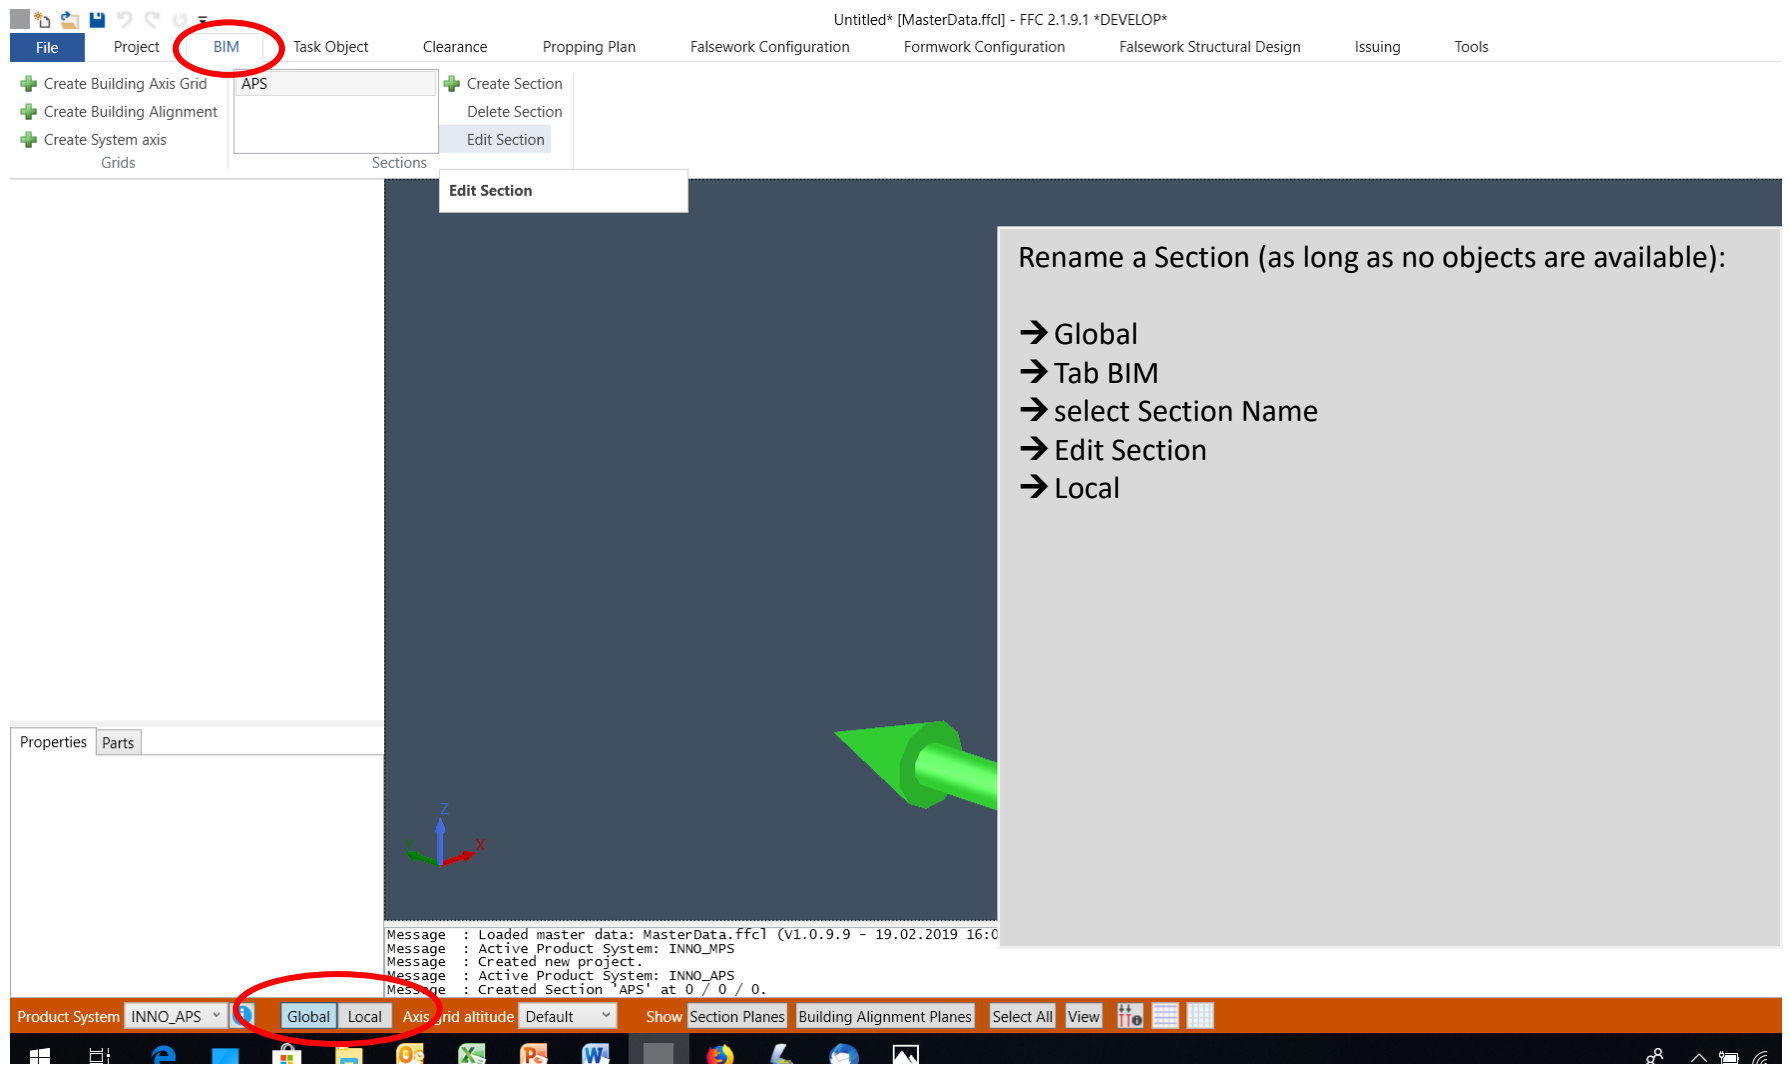 Untitled* [MasterData.ffcl] - FFC 2.1.9.1 *DEVELOP*
File Project BIM Task Object Clearance Propping Plan Falsework Configuration Formwork Configuration Falsework Structural Design Issuing Tools
Create Building Axis Grid APS Create Section
Create Building Alignment Delete Section
Create System axis Edit Section
Grids Sections
Edit Section
Rename a Section (as long as no objects are available):
→ Global
→ Tab BIM
→ select Section Name
→ Edit Section
→ Local
Properties Parts
Z
X
Message : Loaded master data: MasterData.ffcl (V1.0.9.9 - 19.02.2019 16:0
Message : Active Product System: INNO_MPS
Message : Created new project.
Message : Active Product System: INNO_APS
Message : Created Section 'APS' at 0 / 0 / 0.
Product System INNO_APS Global Local Axis grid altitude Default Show Section Planes Building Alignment Planes Select All View